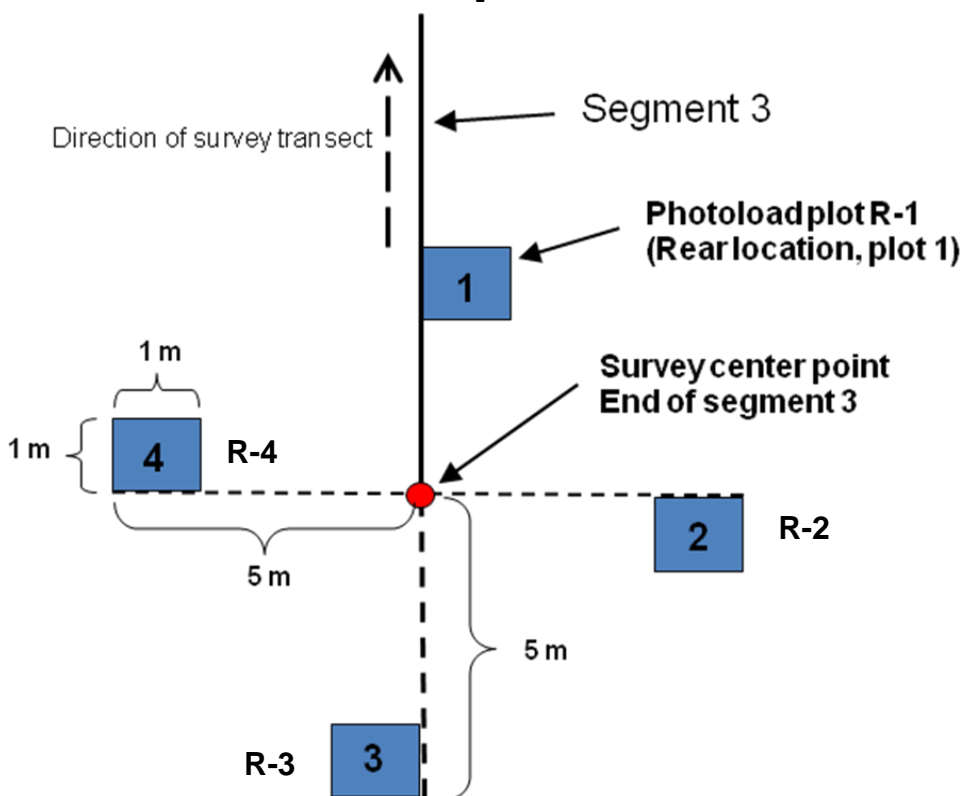 Segment 3
Direction of survey transect
Photoload plot R-1
(Rear location, plot 1)
1
1 m
Survey center point
End of segment 3
1 m
4
R-4
2
R-2
5 m
5 m
3
R-3